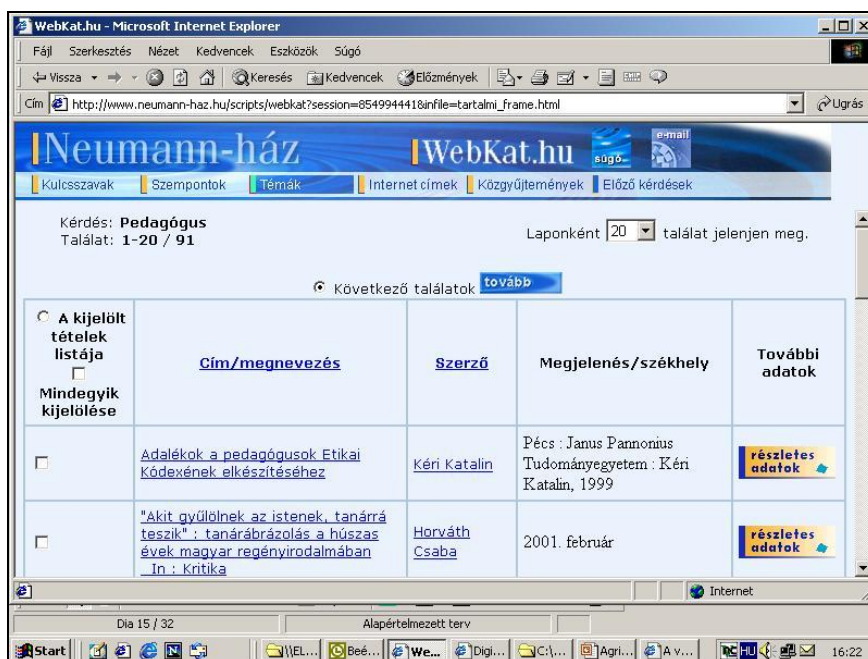 WebKat.hu - Microsoft Internet Explorer
Fájl Szerkesztés Nézet Kedvencek Eszközök Súgó
Vissza Keresés Kedvencek Előzmények
Cím http://www.neumann-haz.hu/scripts/webkat?session=854994441&infile=tartalmi_frame.html Ugrás
Neumann-ház WebKat.hu súgó e-mail
Kulcsszavak Szempontok Témák Internet címek Közgyűjtemények Előző kérdések
Kérdés: Pedagógus
Találat: 1-20 / 91
Laponként 20 találat jelenjen meg.
Következő találatok tovább
A kijelölt
tételek
listája
Mindegyik
kijelölése
Cím/megnevezés
Szerző
Megjelenés/székhely
További
adatok
Adalékok a pedagógusok Etikai
Kódexének elkészítéséhez
Kéri Katalin
Pécs : Janus Pannonius
Tudományegyetem : Kéri
Katalin, 1999
részletes
adatok
"Akit gyűlölnek az istenek, tanárrá
teszik" : tanárábrázolás a húszas
évek magyar regényirodalmában
In : Kritika
Horváth
Csaba
2001. február
részletes
adatok
Internet
Dia 15 / 32 Alapértelmezett terv
Start \\EL... Beé... We... Digi... C:\... Agri... A v... HU 16:22